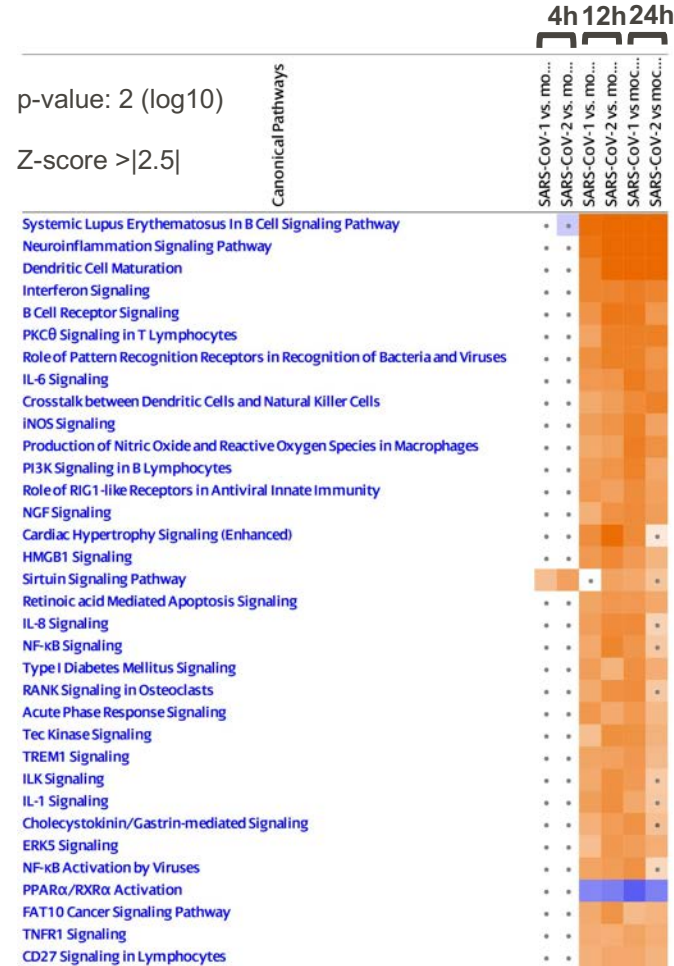 4h 12h 24h
p-value: 2 (log10)
Z-score >|2.5|
Canonical Pathways
SARS-CoV-1 vs. mo...
SARS-CoV-2 vs. mo...
SARS-CoV-1 vs. mo...
SARS-CoV-2 vs. mo...
SARS-CoV-1 vs moc...
SARS-CoV-2 vs moc...
Systemic Lupus Erythematosus In B Cell Signaling Pathway
Neuroinflammation Signaling Pathway
Dendritic Cell Maturation
Interferon Signaling
B Cell Receptor Signaling
PKCθ Signaling in T Lymphocytes
Role of Pattern Recognition Receptors in Recognition of Bacteria and Viruses
IL-6 Signaling
Crosstalk between Dendritic Cells and Natural Killer Cells
iNOS Signaling
Production of Nitric Oxide and Reactive Oxygen Species in Macrophages
PI3K Signaling in B Lymphocytes
Role of RIG1-like Receptors in Antiviral Innate Immunity
NGF Signaling
Cardiac Hypertrophy Signaling (Enhanced)
HMGB1 Signaling
Sirtuin Signaling Pathway
Retinoic acid Mediated Apoptosis Signaling
IL-8 Signaling
NF-κB Signaling
Type I Diabetes Mellitus Signaling
RANK Signaling in Osteoclasts
Acute Phase Response Signaling
Tec Kinase Signaling
TREM1 Signaling
ILK Signaling
IL-1 Signaling
Cholecystokinin/Gastrin-mediated Signaling
ERK5 Signaling
NF-κB Activation by Viruses
PPARα/RXRα Activation
FAT10 Cancer Signaling Pathway
TNFR1 Signaling
CD27 Signaling in Lymphocytes